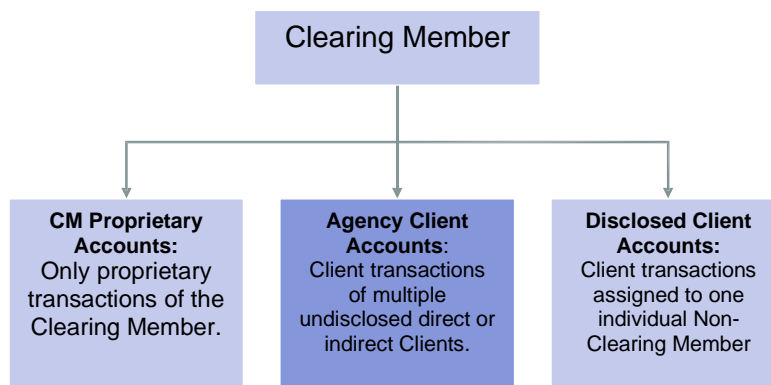 Clearing Member
CM Proprietary
Accounts:
Only proprietary
transactions of the
Clearing Member.
Agency Client
Accounts:
Client transactions
of multiple
undisclosed direct or
indirect Clients.
Disclosed Client
Accounts:
Client transactions
assigned to one
individual Non-
Clearing Member